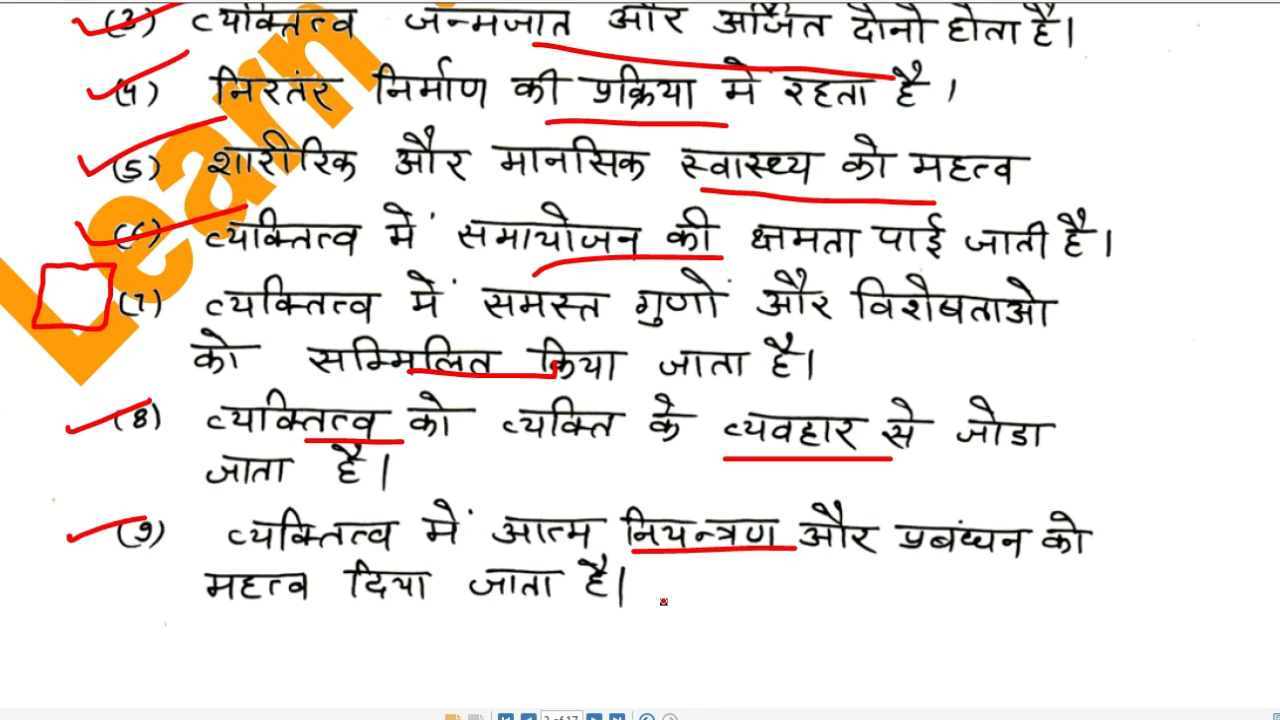 (3) व्यक्तित्व जन्मजात और अर्जित दोनो होता है।
(4) निरतंर निर्माण की प्रक्रिया में रहता है।
(5) शारीरिक और मानसिक स्वास्थ्य को महत्व
(6) व्यक्तित्व में समायोजन की क्षमता पाई जाती है।
(7) व्यक्तित्व में समस्त गुणों और विशेषताओ
को सम्मिलित किया जाता है।
(8) व्यक्तित्व को व्यक्ति के व्यवहार से जोडा
जाता है।
(9) व्यक्तित्व में आत्म नियन्त्रण और प्रबंधन को
महत्व दिया जाता है।
Learn